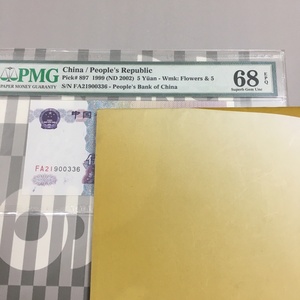 PMG
PAPER MONEY GUARANTY
China / People's Republic
Pick# 897 1999 (ND 2002) 5 Yüan - Wmk: Flowers & 5
S/N FA21900336 - People's Bank of China
68 EPQ
Superb Gem Unc
中国
FA21900336